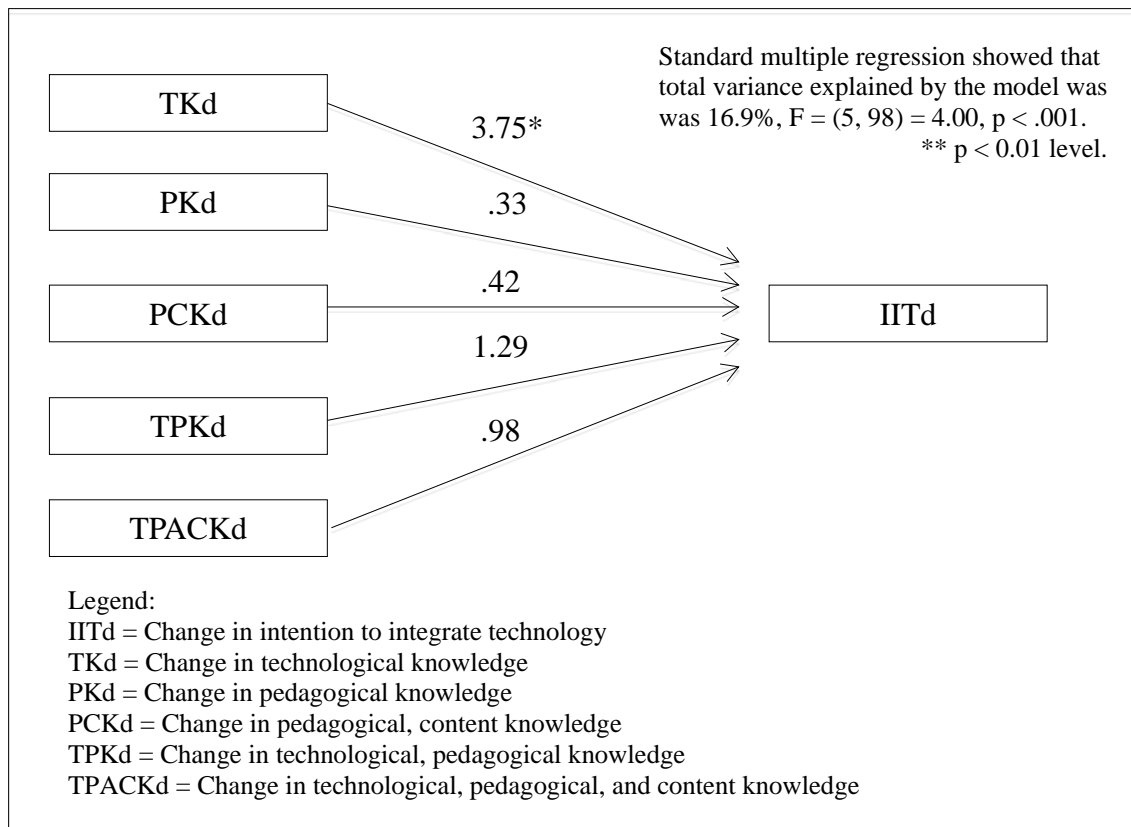 Standard multiple regression showed that
total variance explained by the model was
was 16.9%, F = (5, 98) = 4.00, p < .001.
** p < 0.01 level.
TKd
3.75*
PKd
.33
.42
PCKd
IITd
1.29
TPKd
.98
TPACKd
Legend:
IITd = Change in intention to integrate technology
TKd = Change in technological knowledge
PKd = Change in pedagogical knowledge
PCKd = Change in pedagogical, content knowledge
TPKd = Change in technological, pedagogical knowledge
TPACKd = Change in technological, pedagogical, and content knowledge